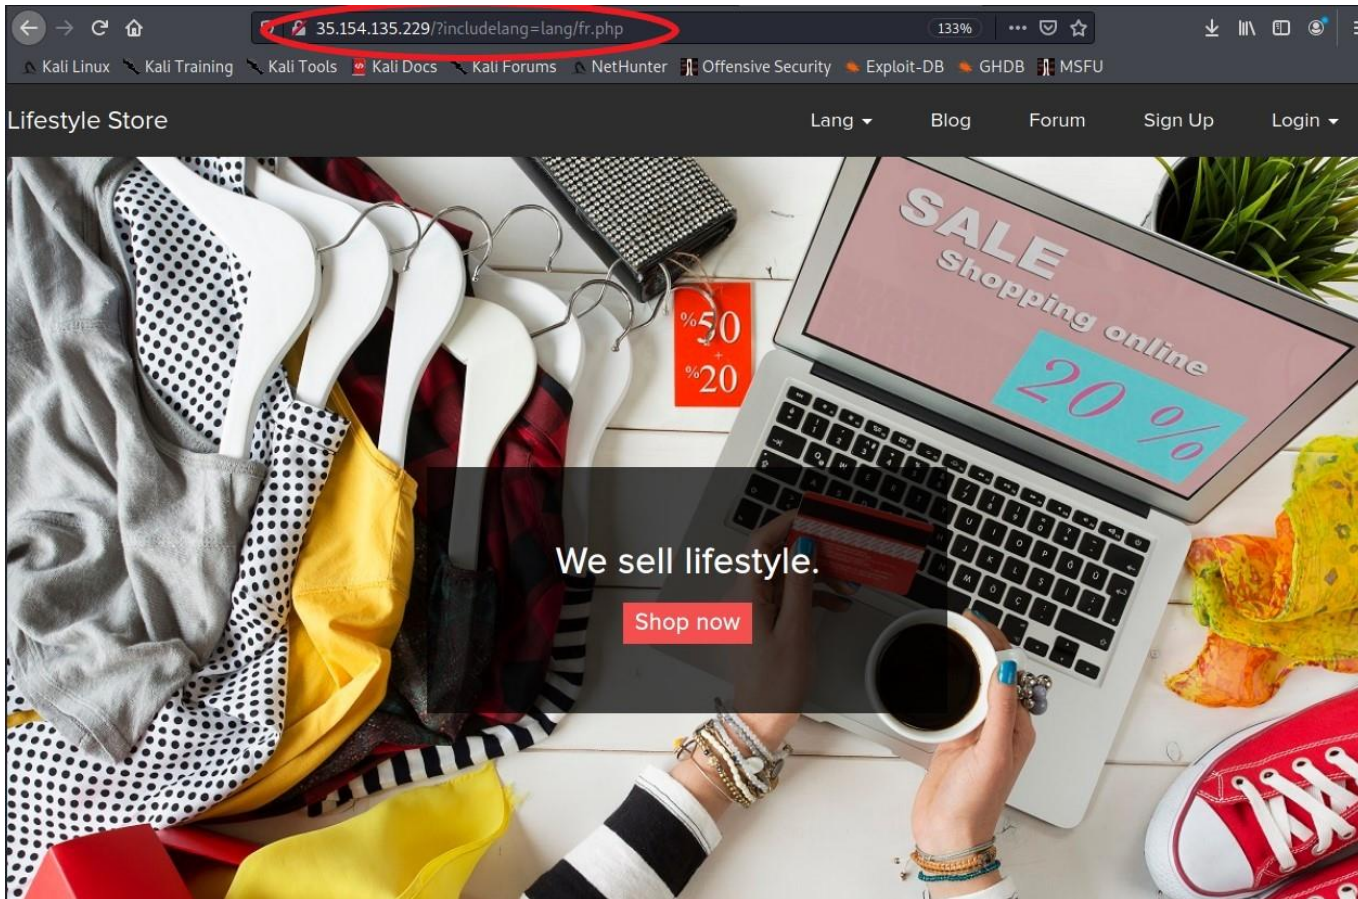 35.154.135.229/?includelang=lang/fr.php
133%
Kali Linux Kali Training Kali Tools Kali Docs Kali Forums NetHunter Offensive Security Exploit-DB GHDB MSFU
Lifestyle Store Lang Blog Forum Sign Up Login
SALE
Shopping online
20 %
%50
+
%20
We sell lifestyle.
Shop now